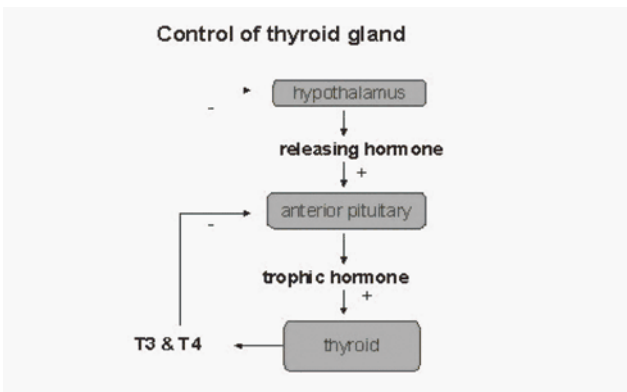 Control of thyroid gland
hypothalamus
-
releasing hormone
+
anterior pituitary
-
trophic hormone
+
T3 & T4
thyroid